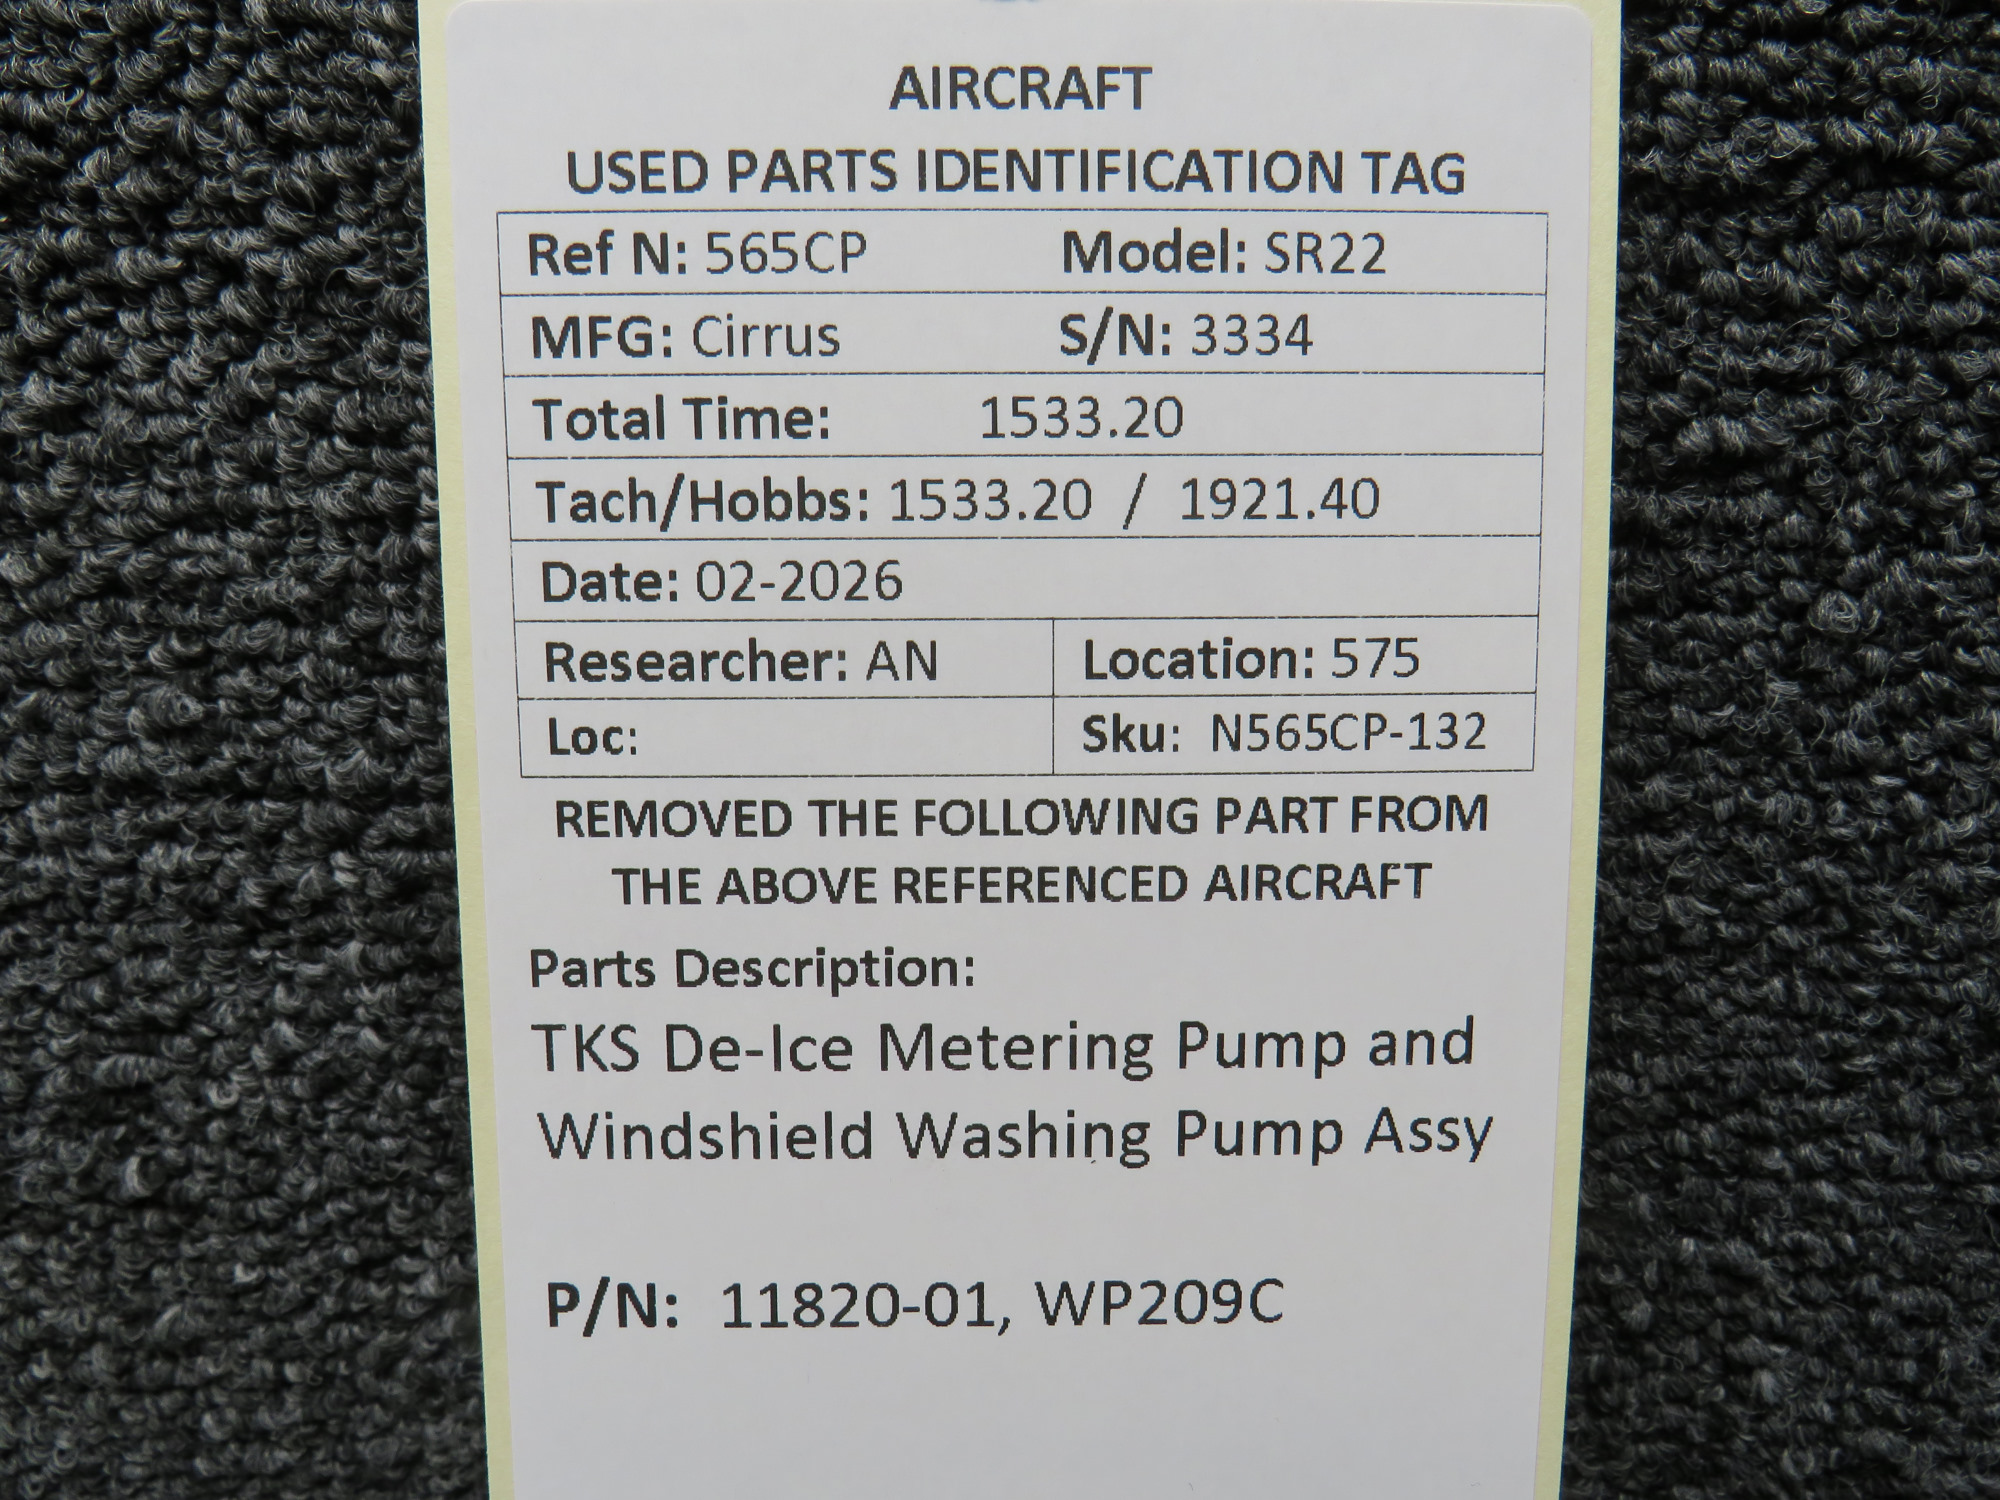 AIRCRAFT
USED PARTS IDENTIFICATION TAG
Ref N: 565CP Model: SR22
MFG: Cirrus S/N: 3334
Total Time: 1533.20
Tach/Hobbs: 1533.20 / 1921.40
Date: 02-2026
Researcher: AN Location: 575
Loc: Sku: N565CP-132
REMOVED THE FOLLOWING PART FROM
THE ABOVE REFERENCED AIRCRAFT
Parts Description:
TKS De-Ice Metering Pump and
Windshield Washing Pump Assy
P/N: 11820-01, WP209C